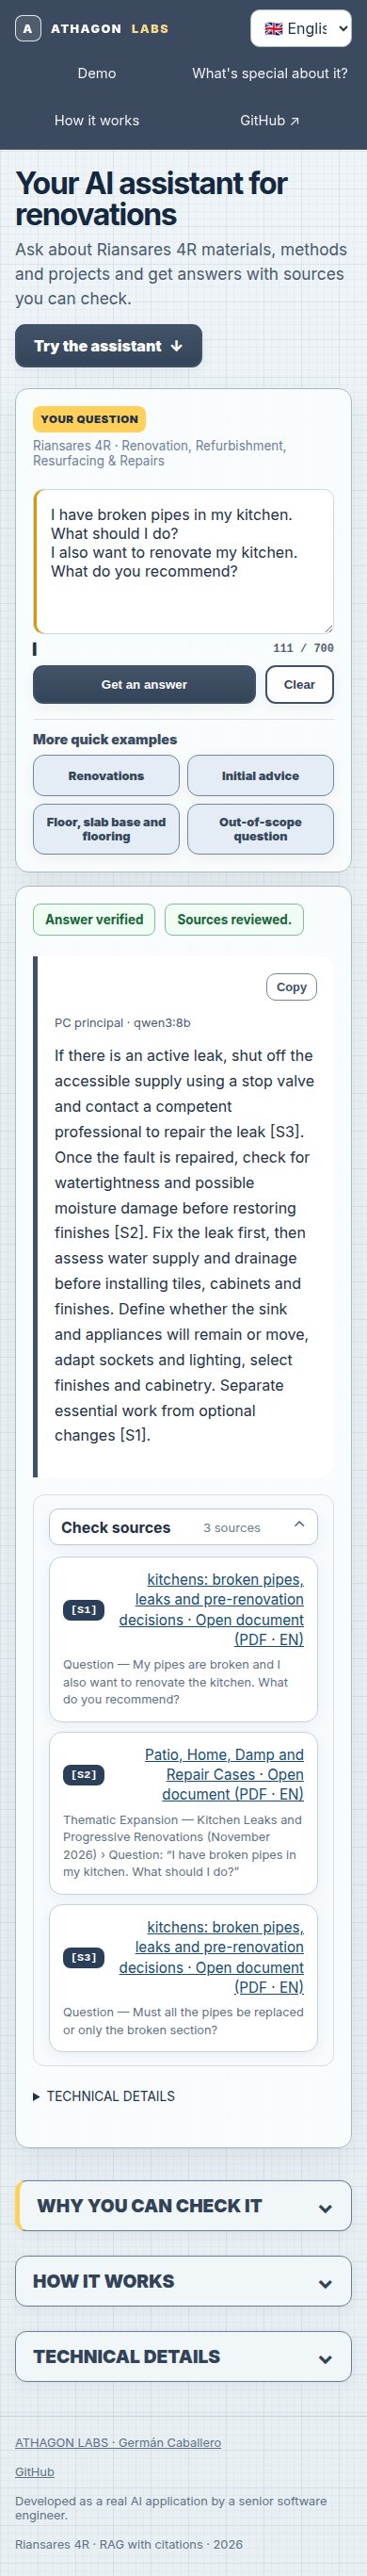 A ATHAGON LABS
🇬🇧 Englis
Demo
What's special about it?
How it works
GitHub ↗
Your AI assistant for
renovations
Ask about Riansares 4R materials, methods
and projects and get answers with sources
you can check.
Try the assistant ↓
YOUR QUESTION
Riansares 4R · Renovation, Refurbishment,
Resurfacing & Repairs
I have broken pipes in my kitchen.
What should I do?
I also want to renovate my kitchen.
What do you recommend?
111 / 700
Get an answer
Clear
More quick examples
Renovations
Initial advice
Floor, slab base and
flooring
Out-of-scope
question
Answer verified
Sources reviewed.
Copy
PC principal · qwen3:8b
If there is an active leak, shut off the
accessible supply using a stop valve
and contact a competent
professional to repair the leak [S3].
Once the fault is repaired, check for
watertightness and possible
moisture damage before restoring
finishes [S2]. Fix the leak first, then
assess water supply and drainage
before installing tiles, cabinets and
finishes. Define whether the sink
and appliances will remain or move,
adapt sockets and lighting, select
finishes and cabinetry. Separate
essential work from optional
changes [S1].
Check sources
3 sources
[S1]
kitchens: broken pipes,
leaks and pre-renovation
decisions · Open document
(PDF · EN)
Question — My pipes are broken and I
also want to renovate the kitchen. What
do you recommend?
[S2]
Patio, Home, Damp and
Repair Cases · Open
document (PDF · EN)
Thematic Expansion — Kitchen Leaks and
Progressive Renovations (November
2026) › Question: “I have broken pipes in
my kitchen. What should I do?”
[S3]
kitchens: broken pipes,
leaks and pre-renovation
decisions · Open document
(PDF · EN)
Question — Must all the pipes be replaced
or only the broken section?
▶ TECHNICAL DETAILS
WHY YOU CAN CHECK IT
HOW IT WORKS
TECHNICAL DETAILS
ATHAGON LABS · Germán Caballero
GitHub
Developed as a real AI application by a senior software
engineer.
Riansares 4R · RAG with citations · 2026